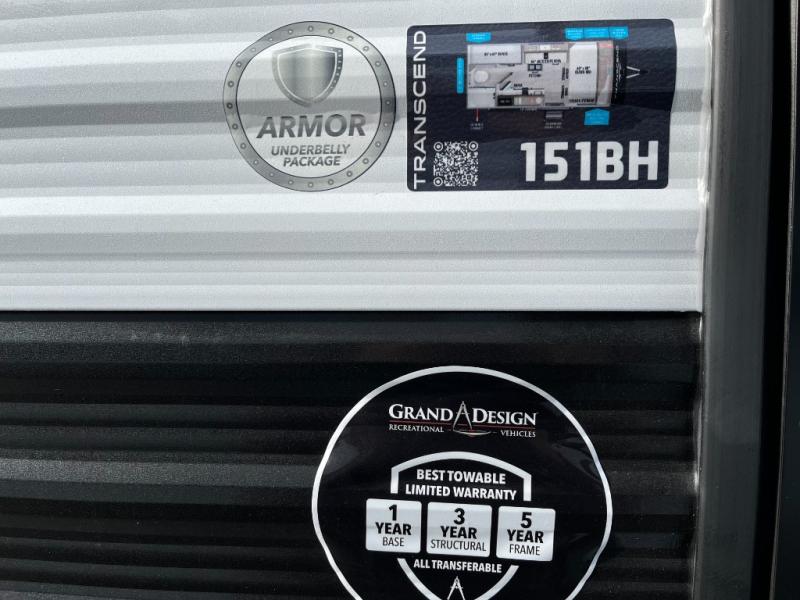 ARMOR
UNDERBELLY
PACKAGE
TRANSCEND
151BH
GRAND DESIGN
RECREATIONAL VEHICLES
BEST TOWABLE
LIMITED WARRANTY
1
YEAR
BASE
3
YEAR
STRUCTURAL
5
YEAR
FRAME
ALL TRANSFERABLE